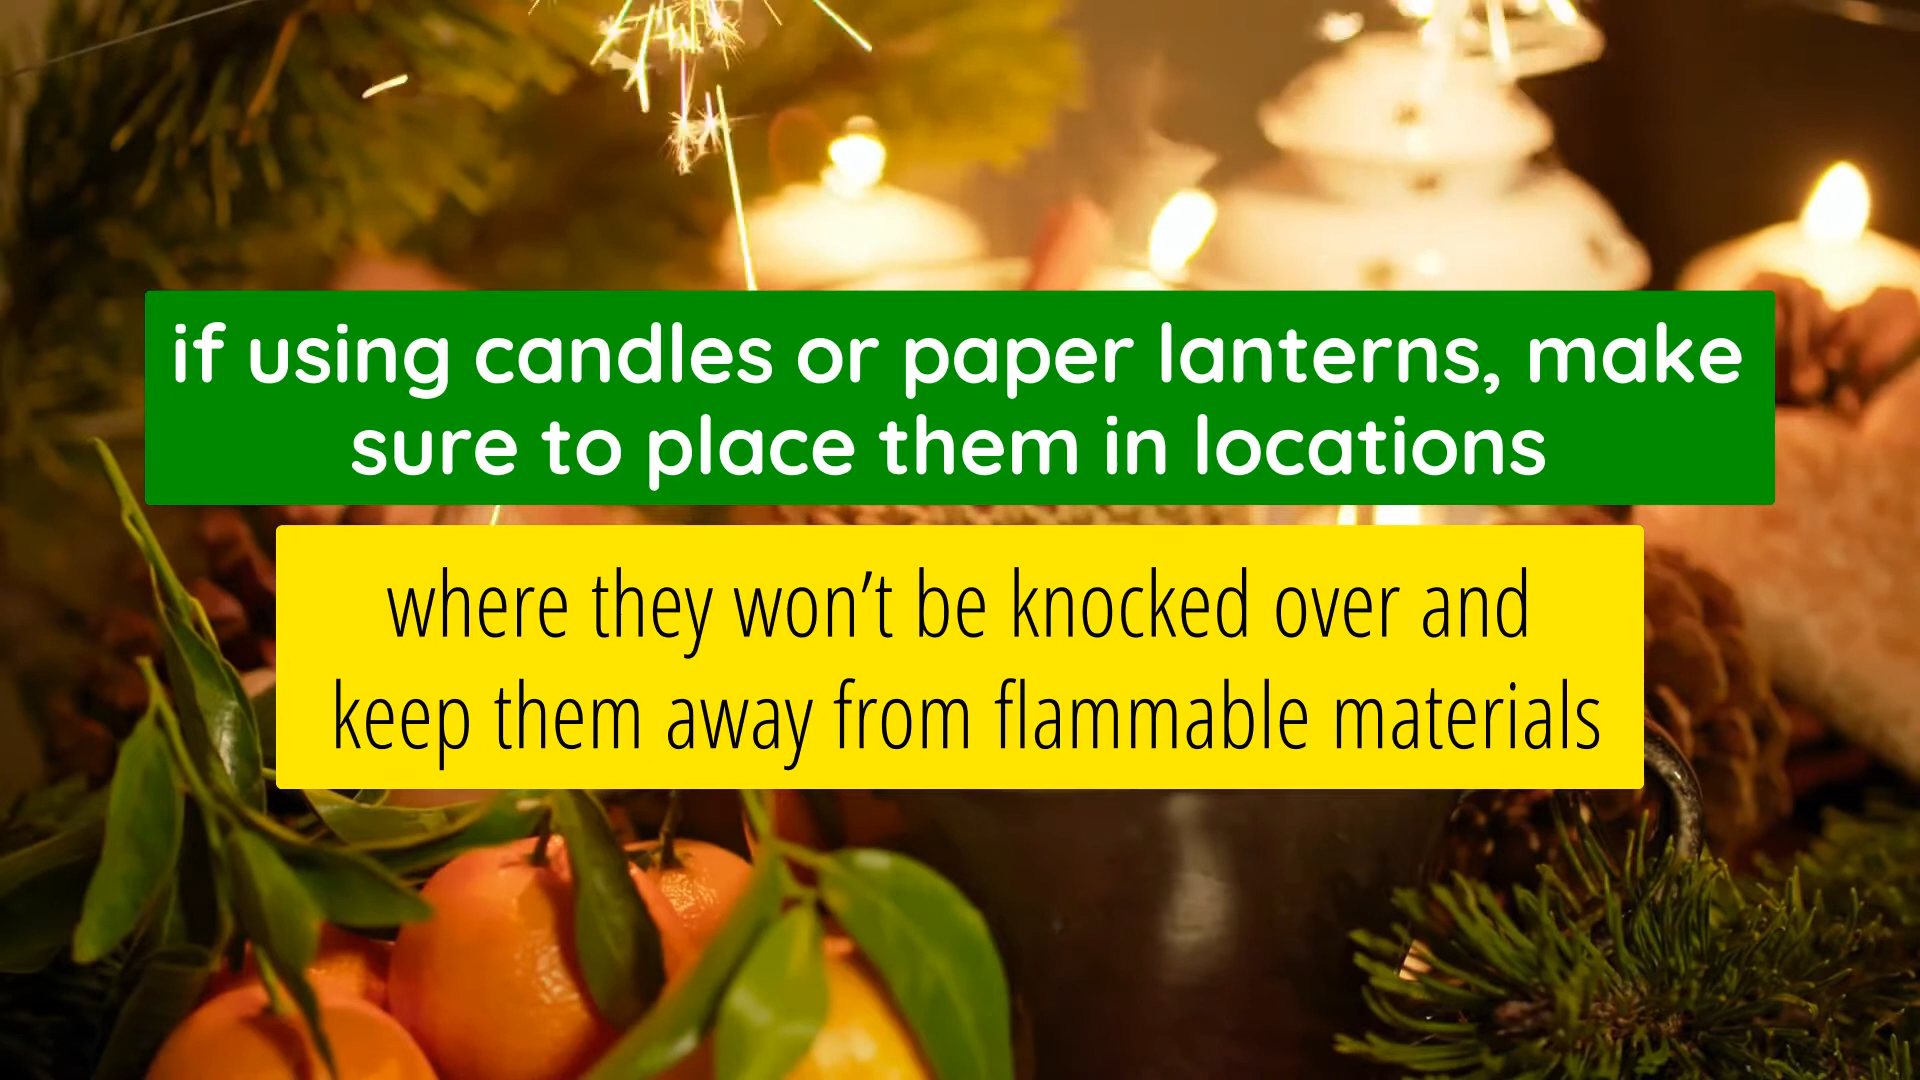 if using candles or paper lanterns, make
sure to place them in locations
where they won’t be knocked over and
keep them away from flammable materials